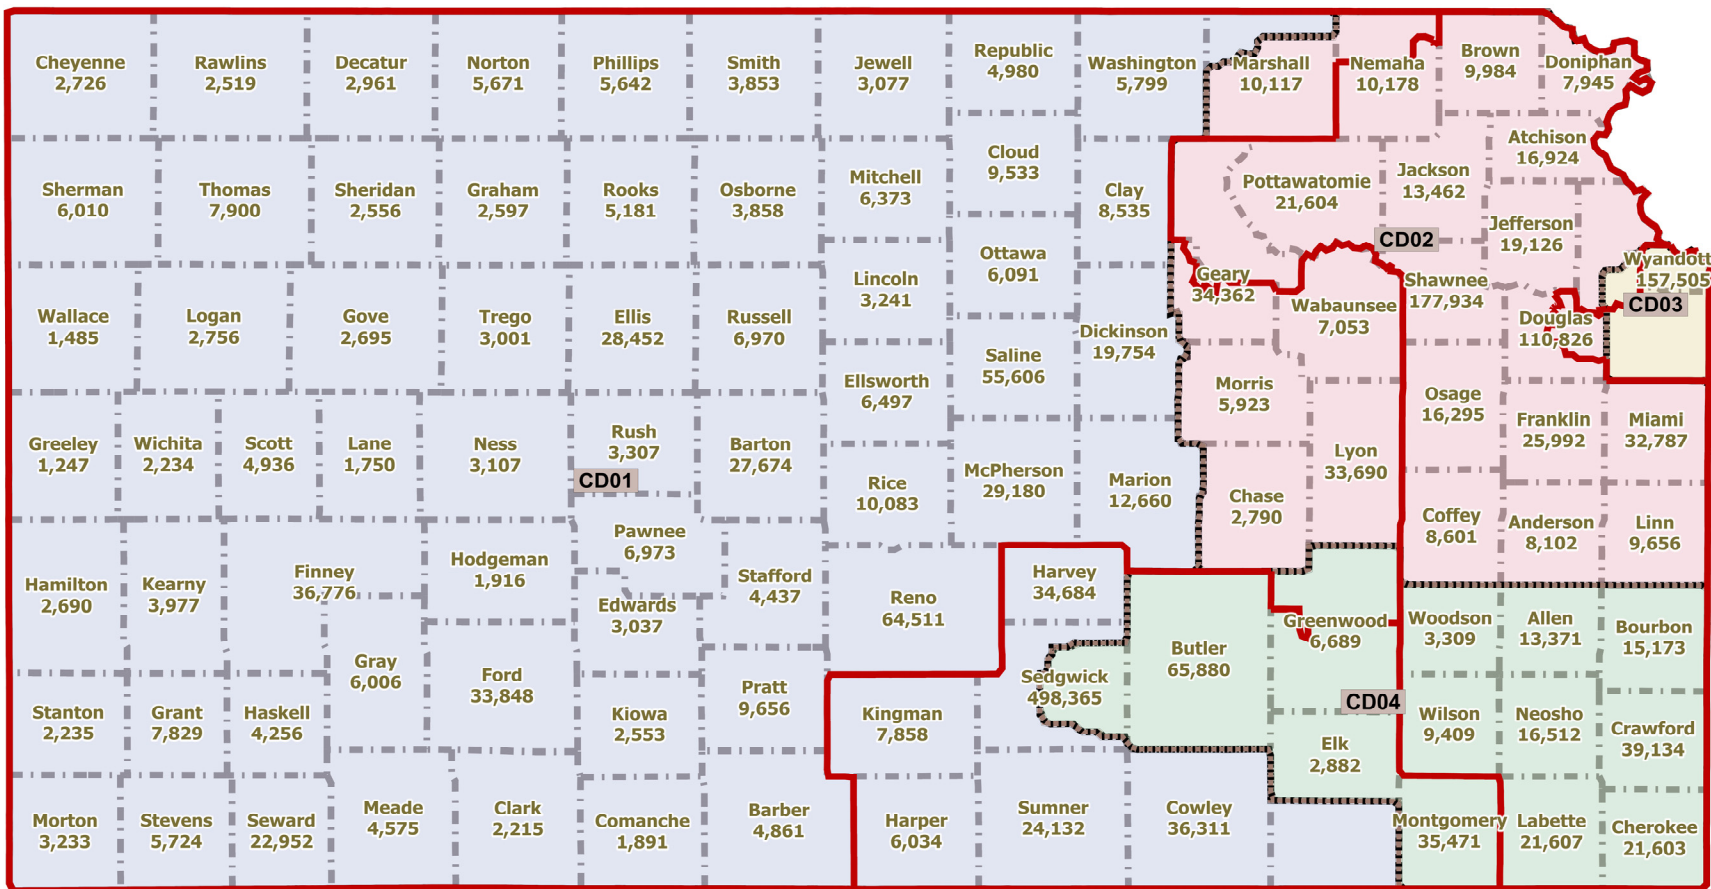 Cheyenne
2,726
Rawlins
2,519
Decatur
2,961
Norton
5,671
Phillips
5,642
Smith
3,853
Jewell
3,077
Republic
4,980
Washington
5,799
Marshall
10,117
Nemaha
10,178
Brown
9,984
Doniphan
7,945
Sherman
6,010
Thomas
7,900
Sheridan
2,556
Graham
2,597
Rooks
5,181
Osborne
3,858
Mitchell
6,373
Cloud
9,533
Clay
8,535
Pottawatomie
21,604
Jackson
13,462
Atchison
16,924
Jefferson
19,126
CD02
Ottawa
6,091
Lincoln
3,241
Geary
34,362
Wabaunsee
7,053
Shawnee
177,934
Wyandott
157,505
CD03
Douglas
110,826
Wallace
1,485
Logan
2,756
Gove
2,695
Trego
3,001
Ellis
28,452
Russell
6,970
Dickinson
19,754
Saline
55,606
Ellsworth
6,497
Morris
5,923
Osage
16,295
Franklin
25,992
Miami
32,787
Greeley
1,247
Wichita
2,234
Scott
4,936
Lane
1,750
Ness
3,107
Rush
3,307
CD01
Barton
27,674
Rice
10,083
McPherson
29,180
Marion
12,660
Chase
2,790
Lyon
33,690
Coffey
8,601
Anderson
8,102
Linn
9,656
Hamilton
2,690
Kearny
3,977
Finney
36,776
Hodgeman
1,916
Pawnee
6,973
Edwards
3,037
Stafford
4,437
Reno
64,511
Harvey
34,684
Butler
65,880
Greenwood
6,689
Woodson
3,309
Allen
13,371
Bourbon
15,173
Gray
6,006
Ford
33,848
Kiowa
2,553
Pratt
9,656
Kingman
7,858
Sedgwick
498,365
CD04
Elk
2,882
Wilson
9,409
Neosho
16,512
Crawford
39,134
Stanton
2,235
Grant
7,829
Haskell
4,256
Morton
3,233
Stevens
5,724
Seward
22,952
Meade
4,575
Clark
2,215
Comanche
1,891
Barber
4,861
Harper
6,034
Sumner
24,132
Cowley
36,311
Montgomery
35,471
Labette
21,607
Cherokee
21,603